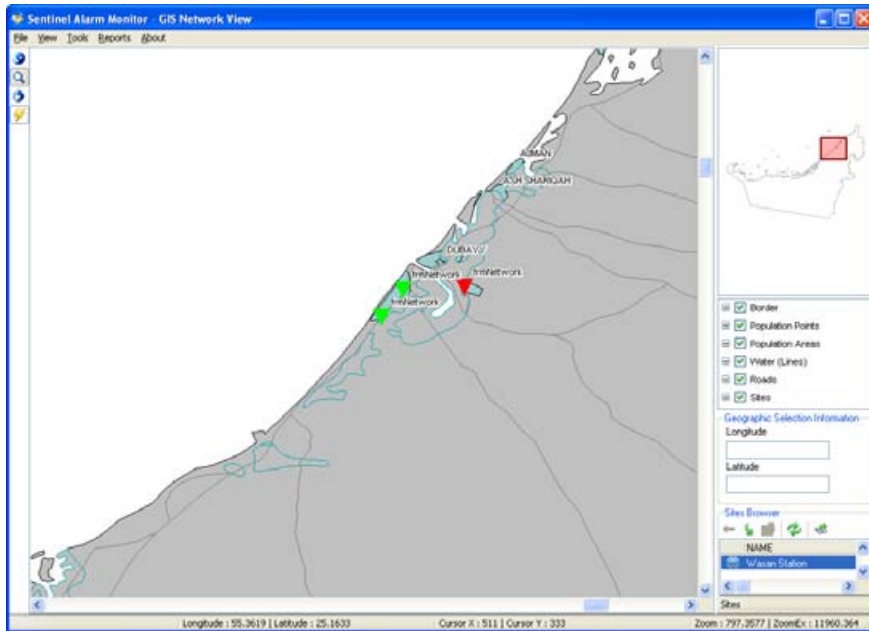 Sentinel Alarm Monitor - GIS Network View
File View Tools Reports About
AJMAN
ASH SHARIQAH
DUBAYY
frmNetwork
frmNetwork
frmNetwork
Border
Population Points
Population Areas
Water (Lines)
Roads
Sites
Geographic Selection Information
Longitude
Latitude
Sites Browser
NAME
Wasan Station
Sites
Longitude : 55.3619 | Latitude : 25.1633 Cursor X : 511 | Cursor Y : 333 Zoom : 797.3577 | ZoomEx : 11960.364